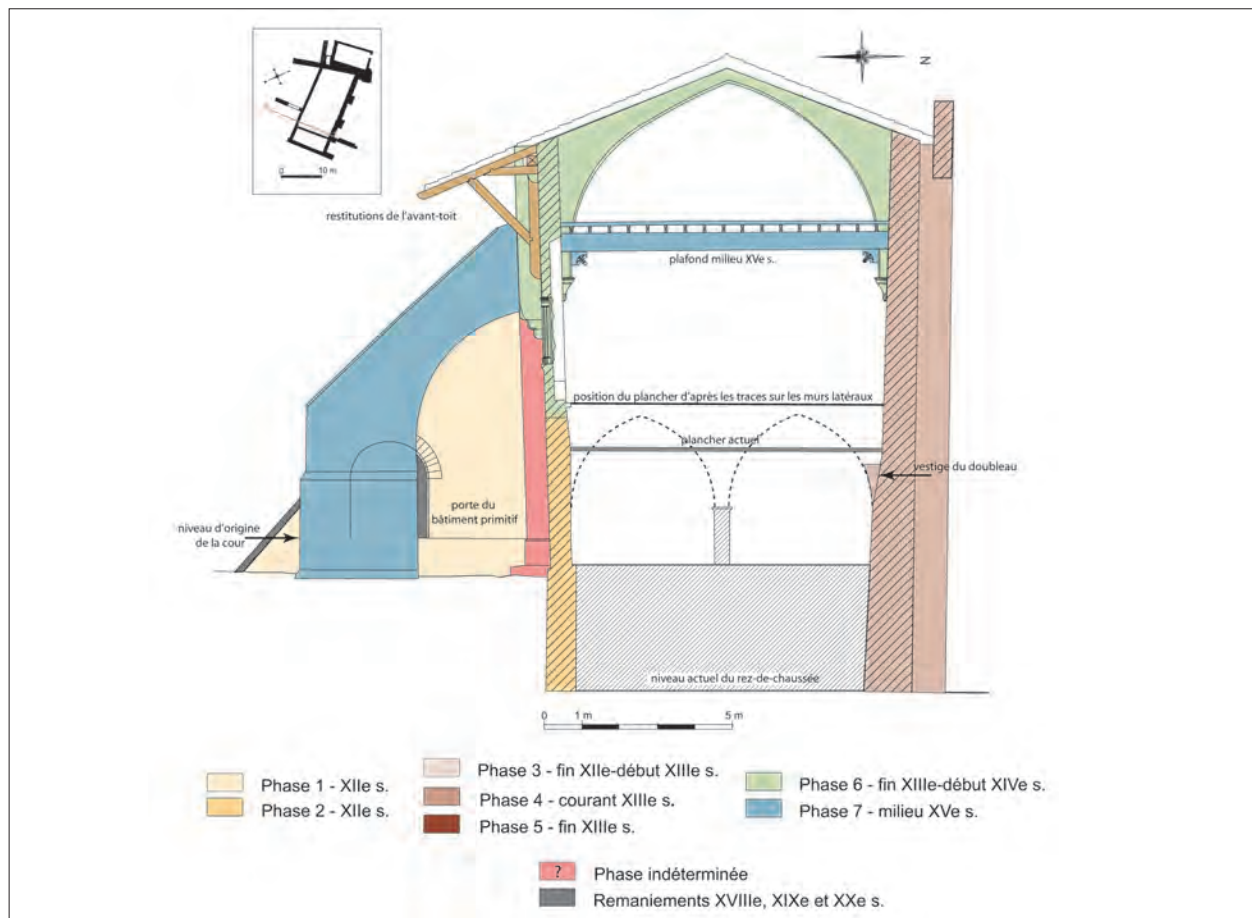 N
0 10 m
restitutions de l'avant-toit
plafond milieu XVe s.
position du plancher d'après les traces sur les murs latéraux
plancher actuel
vestige du doubleau
porte du
bâtiment primitif
niveau d'origine
de la cour
niveau actuel du rez-de-chaussée
0 1 m 5 m
Phase 1 - XIIe s.
Phase 2 - XIIe s.
Phase 3 - fin XIIe-début XIIIe s.
Phase 4 - courant XIIIe s.
Phase 5 - fin XIIIe s.
Phase 6 - fin XIIIe-début XIVe s.
Phase 7 - milieu XVe s.
? Phase indéterminée
Remaniements XVIIIe, XIXe et XXe s.